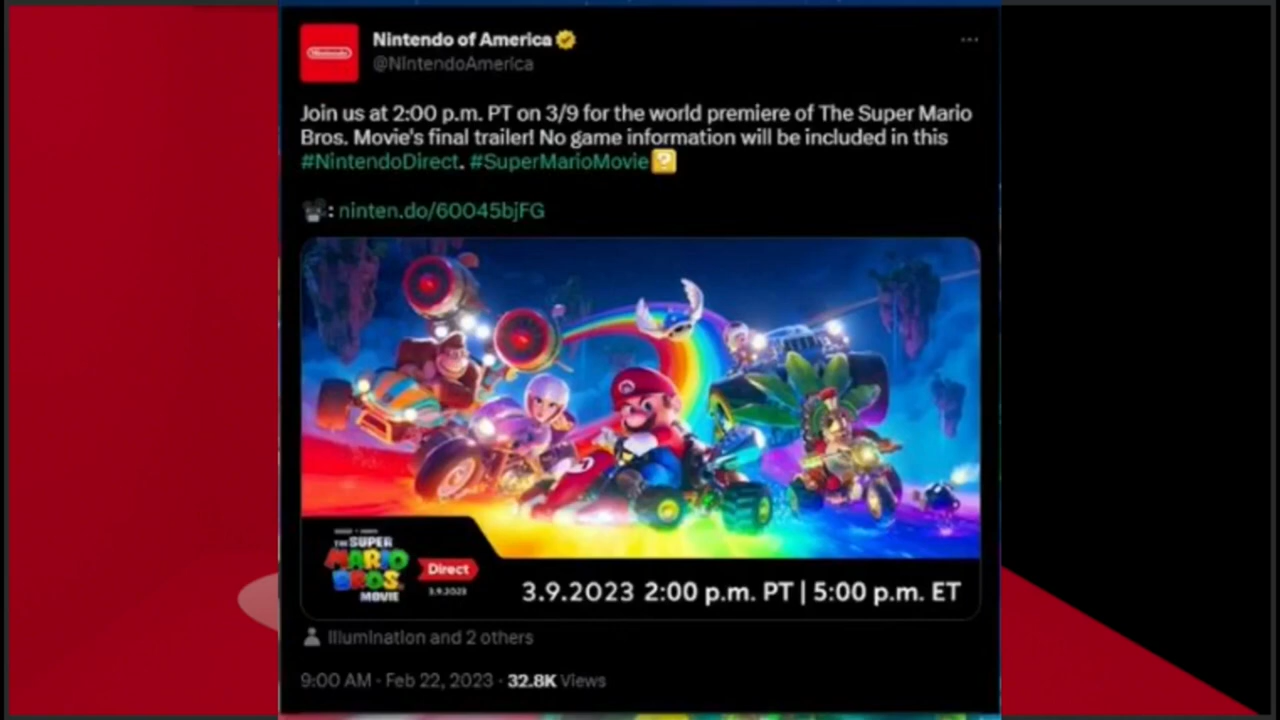 Nintendo of America
@NintendoAmerica
Join us at 2:00 p.m. PT on 3/9 for the world premiere of The Super Mario
Bros. Movie's final trailer! No game information will be included in this
#NintendoDirect. #SuperMarioMovie
: ninten.do/60045bjFG
Nintendo
THE SUPER
MARIO
BROS.
MOVIE
Direct
3.9.2023
3.9.2023 2:00 p.m. PT | 5:00 p.m. ET
Illumination and 2 others
9:00 AM · Feb 22, 2023 · 32.8K Views